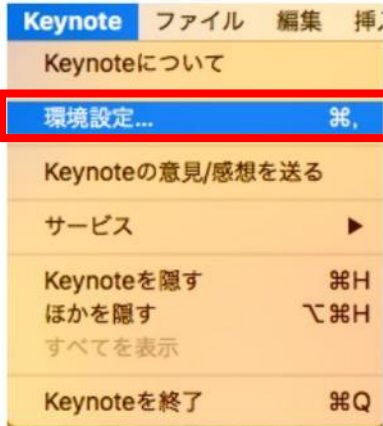 Keynote ファイル 編集 挿入
Keynoteについて
環境設定... ⌘,
Keynoteの意見/感想を送る
サービス ▶
Keynoteを隠す ⌘H
ほかを隠す ⌥⌘H
すべてを表示
Keynoteを終了 ⌘Q